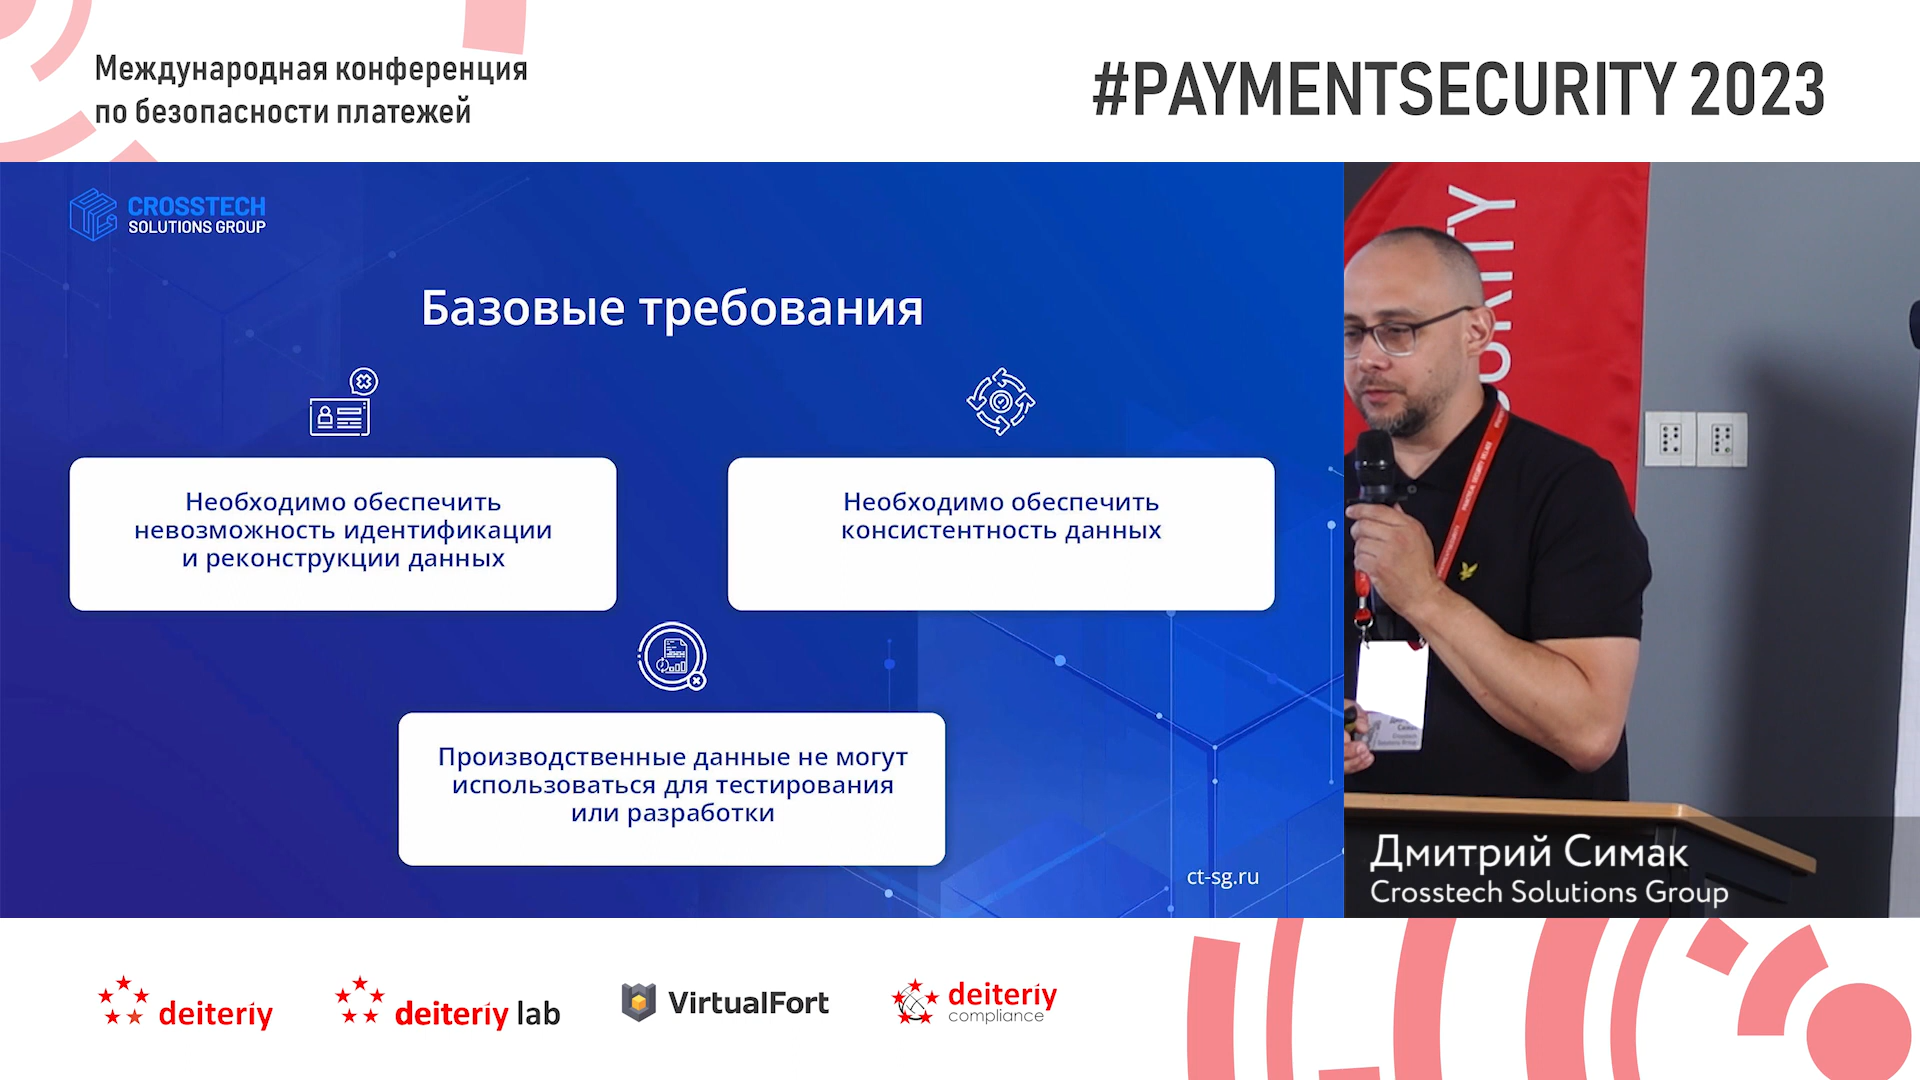 Международная конференция
по безопасности платежей
#PAYMENTSECURITY 2023
CROSSTECH
SOLUTIONS GROUP
Базовые требования
Необходимо обеспечить
невозможность идентификации
и реконструкции данных
Необходимо обеспечить
консистентность данных
Производственные данные не могут
использоваться для тестирования
или разработки
ct-sg.ru
Дмитрий Симак
Crosstech Solutions Group
deiteriy
deiteriy lab
VirtualFort
deiteriy
compliance